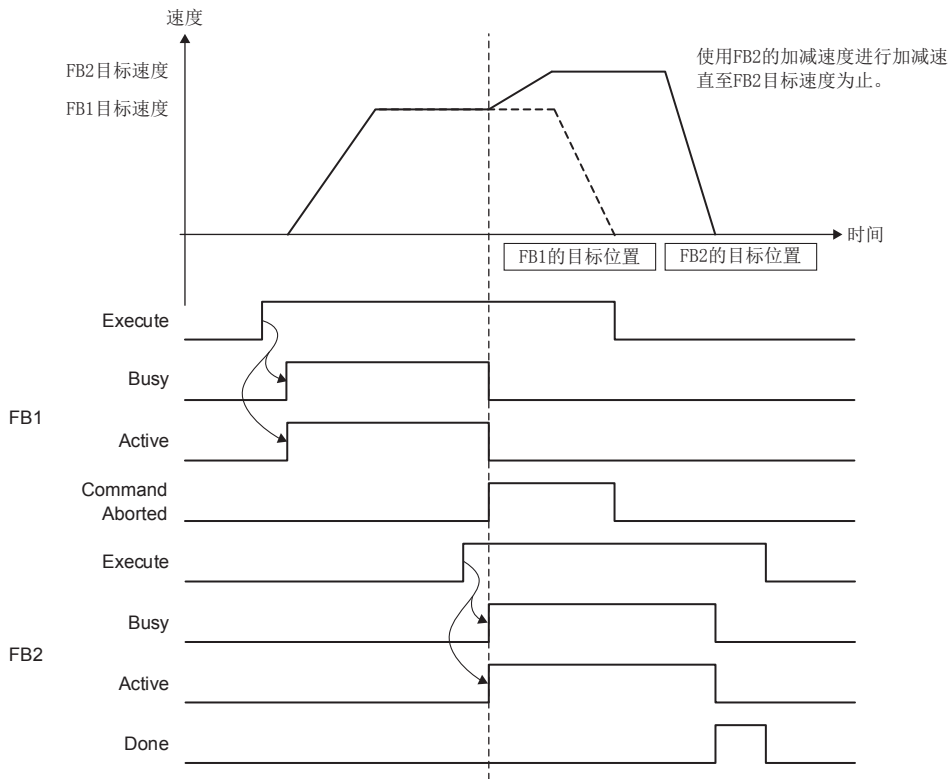 速度
FB2目标速度
FB1目标速度
使用FB2的加减速度进行加减速
直至FB2目标速度为止。
时间
FB1的目标位置
FB2的目标位置
Execute
Busy
FB1
Active
Command
Aborted
Execute
Busy
FB2
Active
Done